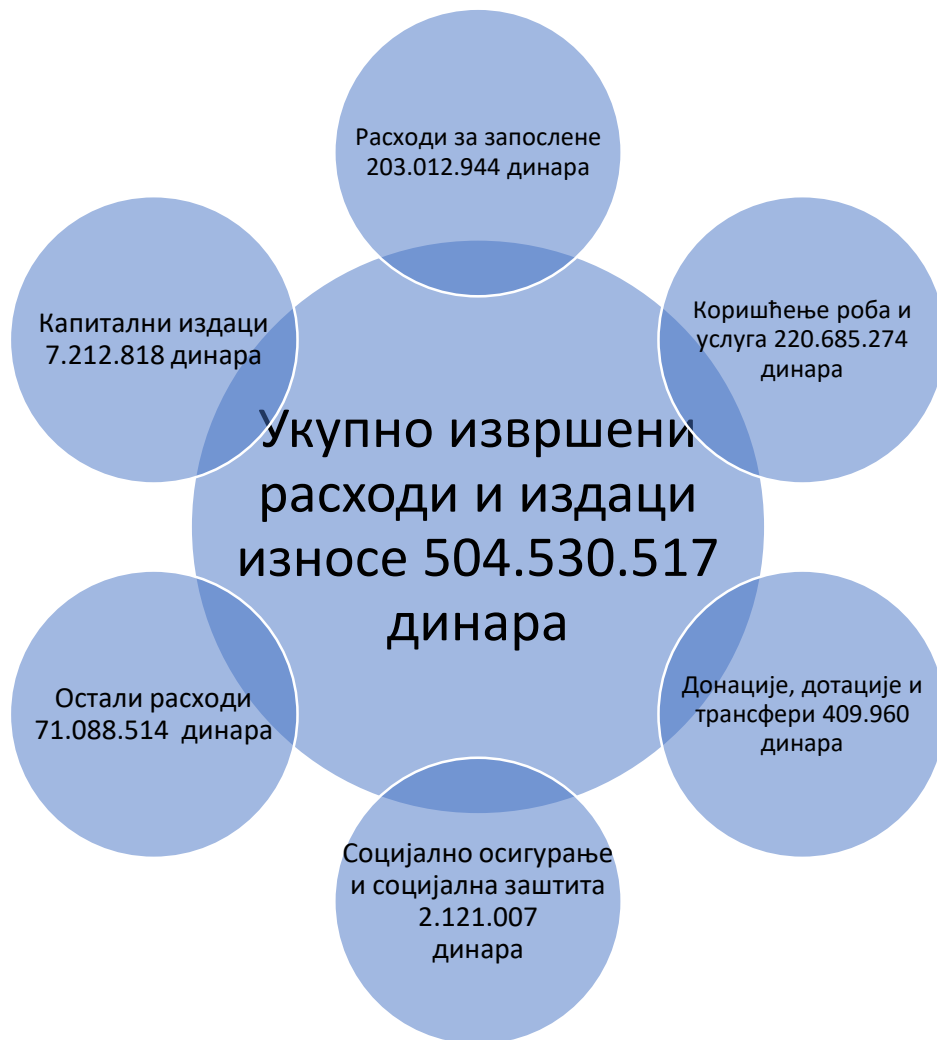 Расходи за запослене
203.012.944 динара
Коришћење роба и
услуга 220.685.274
динара
Донације, дотације и
трансфери 409.960
динара
Социјално осигурање
и социјална заштита
2.121.007
динара
Остали расходи
71.088.514 динара
Капитални издаци
7.212.818 динара
Укупно извршени
расходи и издаци
износе 504.530.517
динара